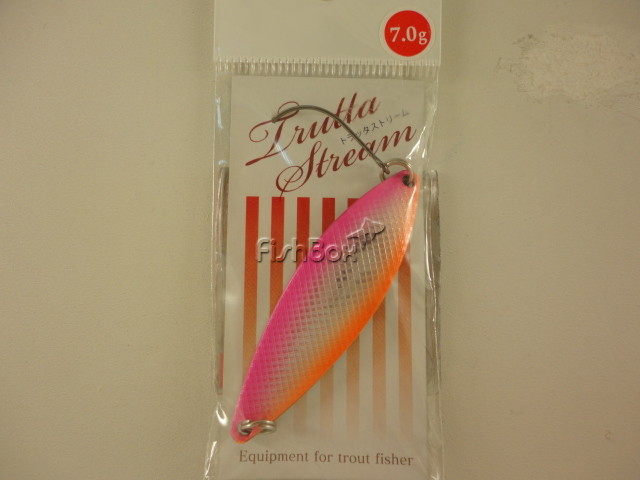 7.0g
Trutta
トラッタストリーム
Stream
FishBox
Equipment for trout fisher